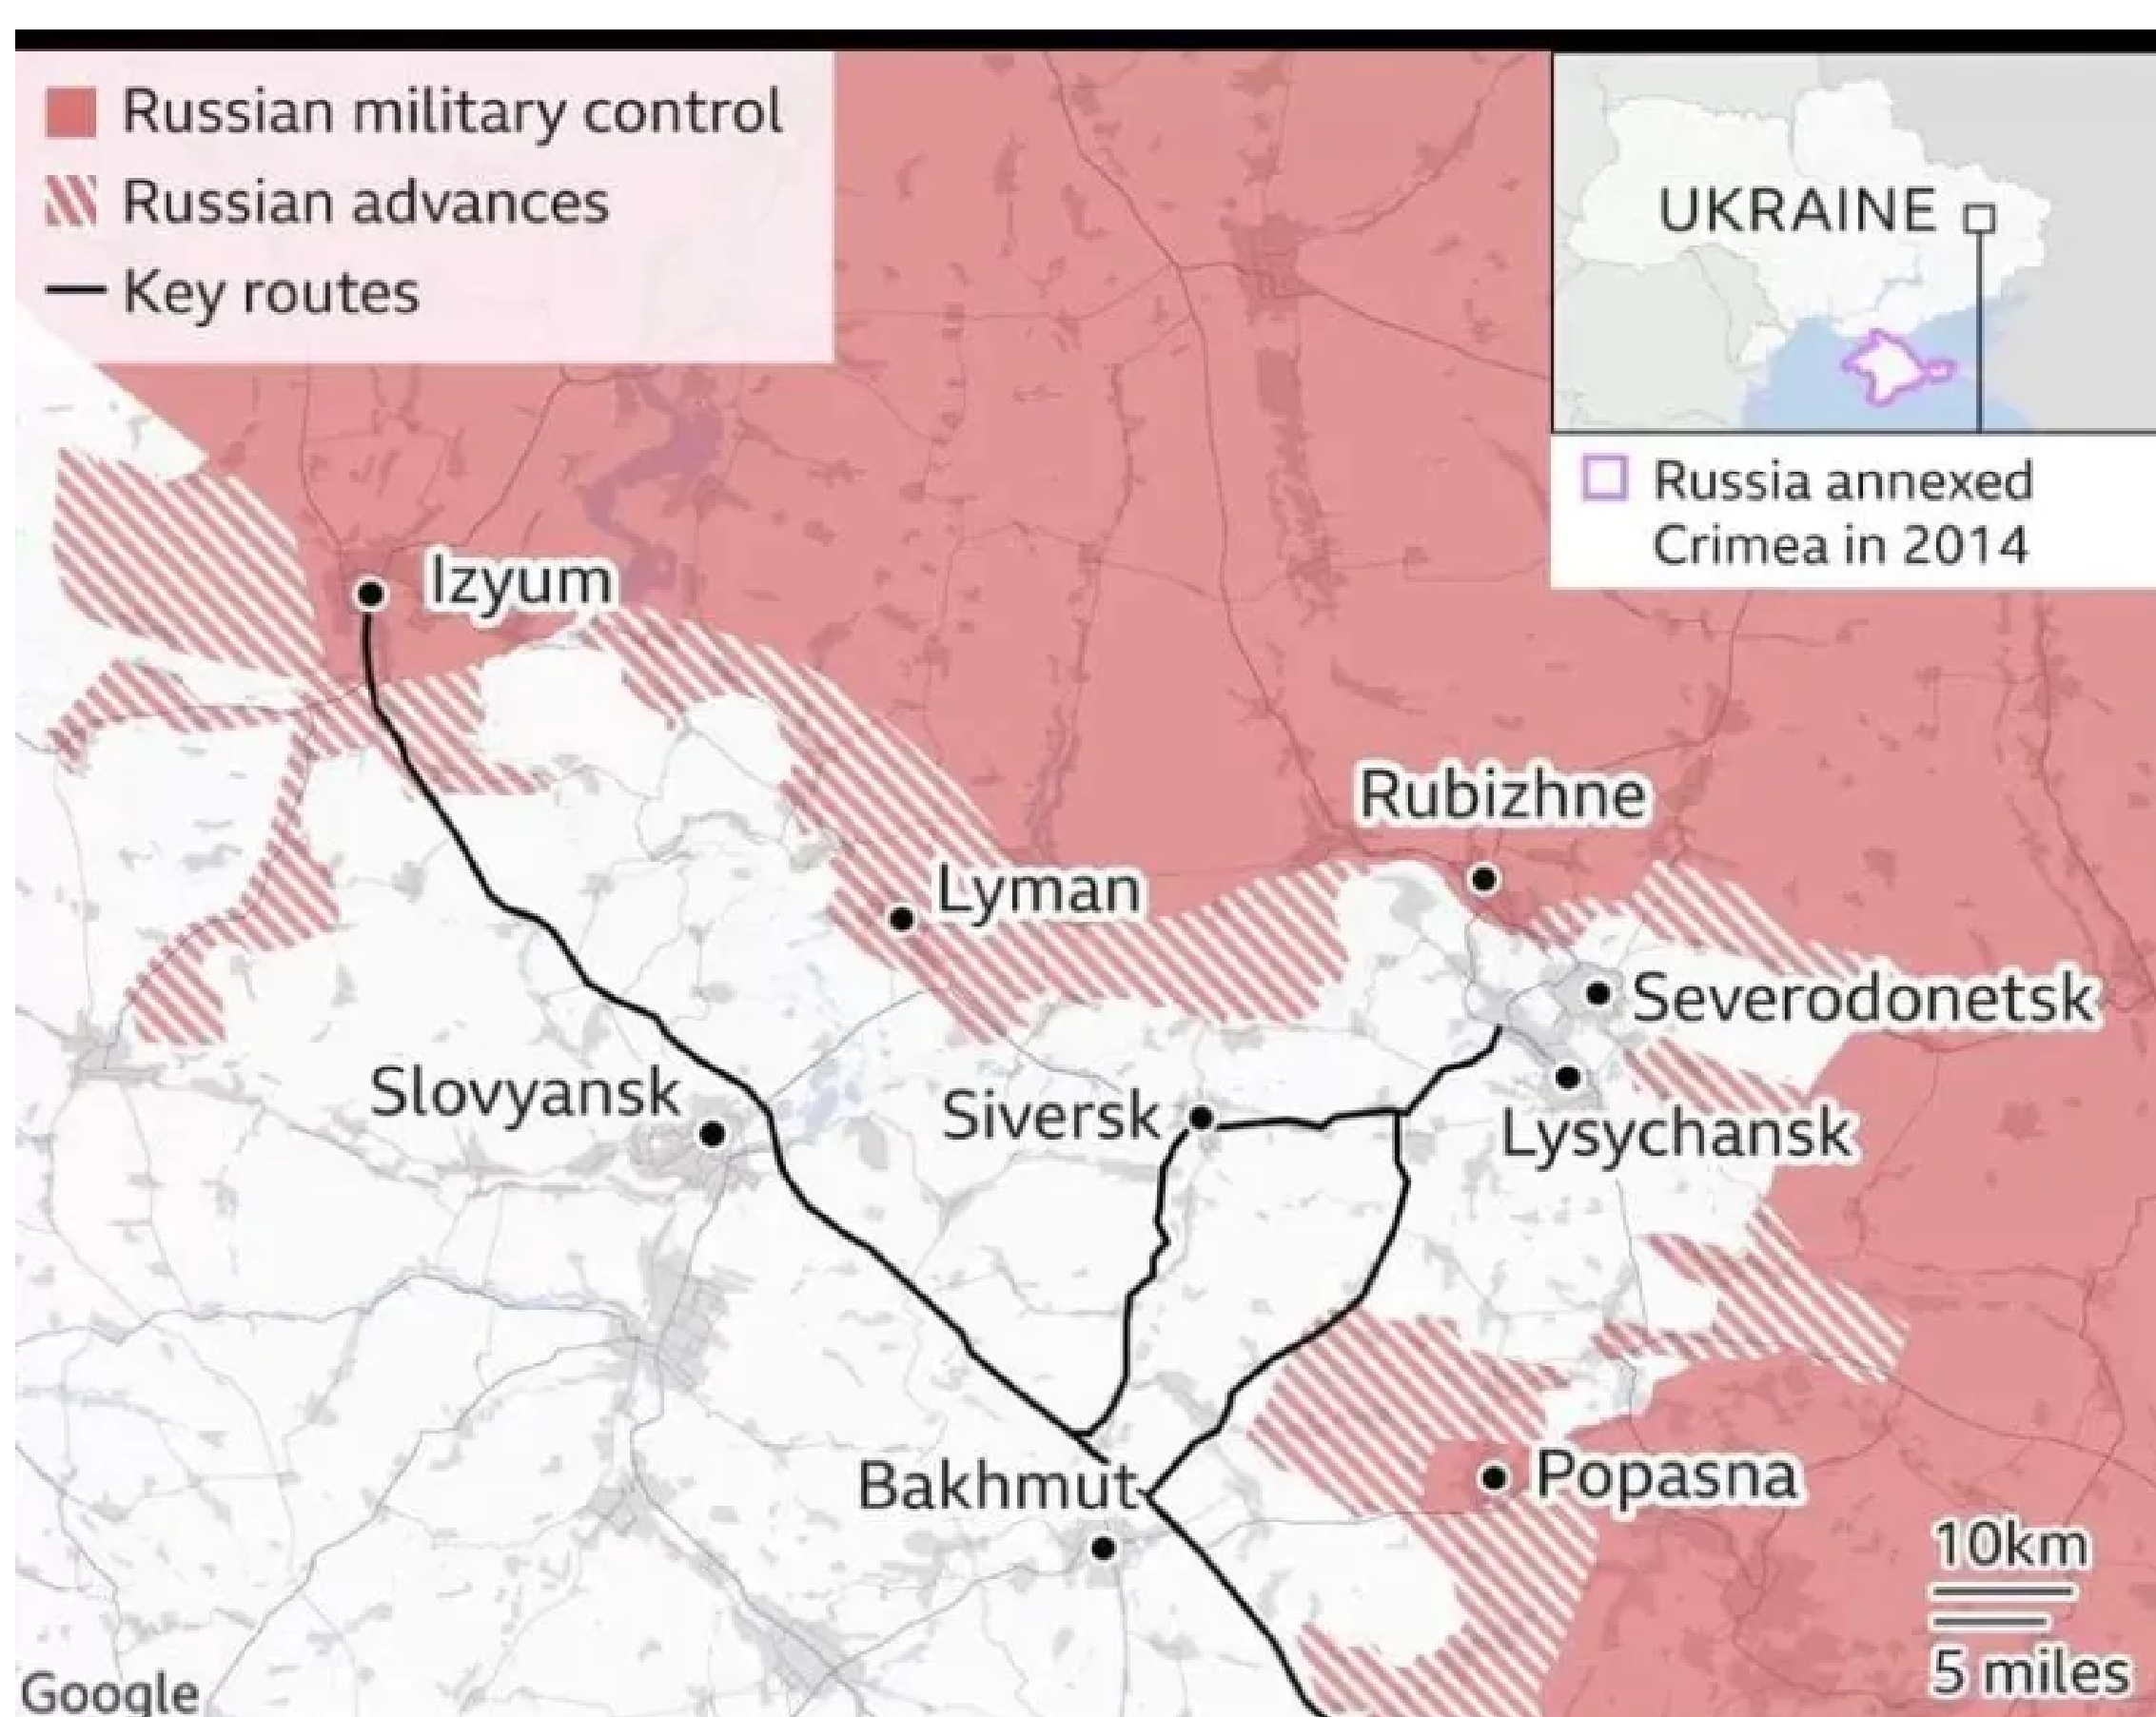 Russian military control
Russian advances
Key routes
UKRAINE
Russia annexed
Crimea in 2014
Izyum
Rubizhne
Lyman
Severodonetsk
Slovyansk
Siversk
Lysychansk
Bakhmut
Popasna
10km
5 miles
Google